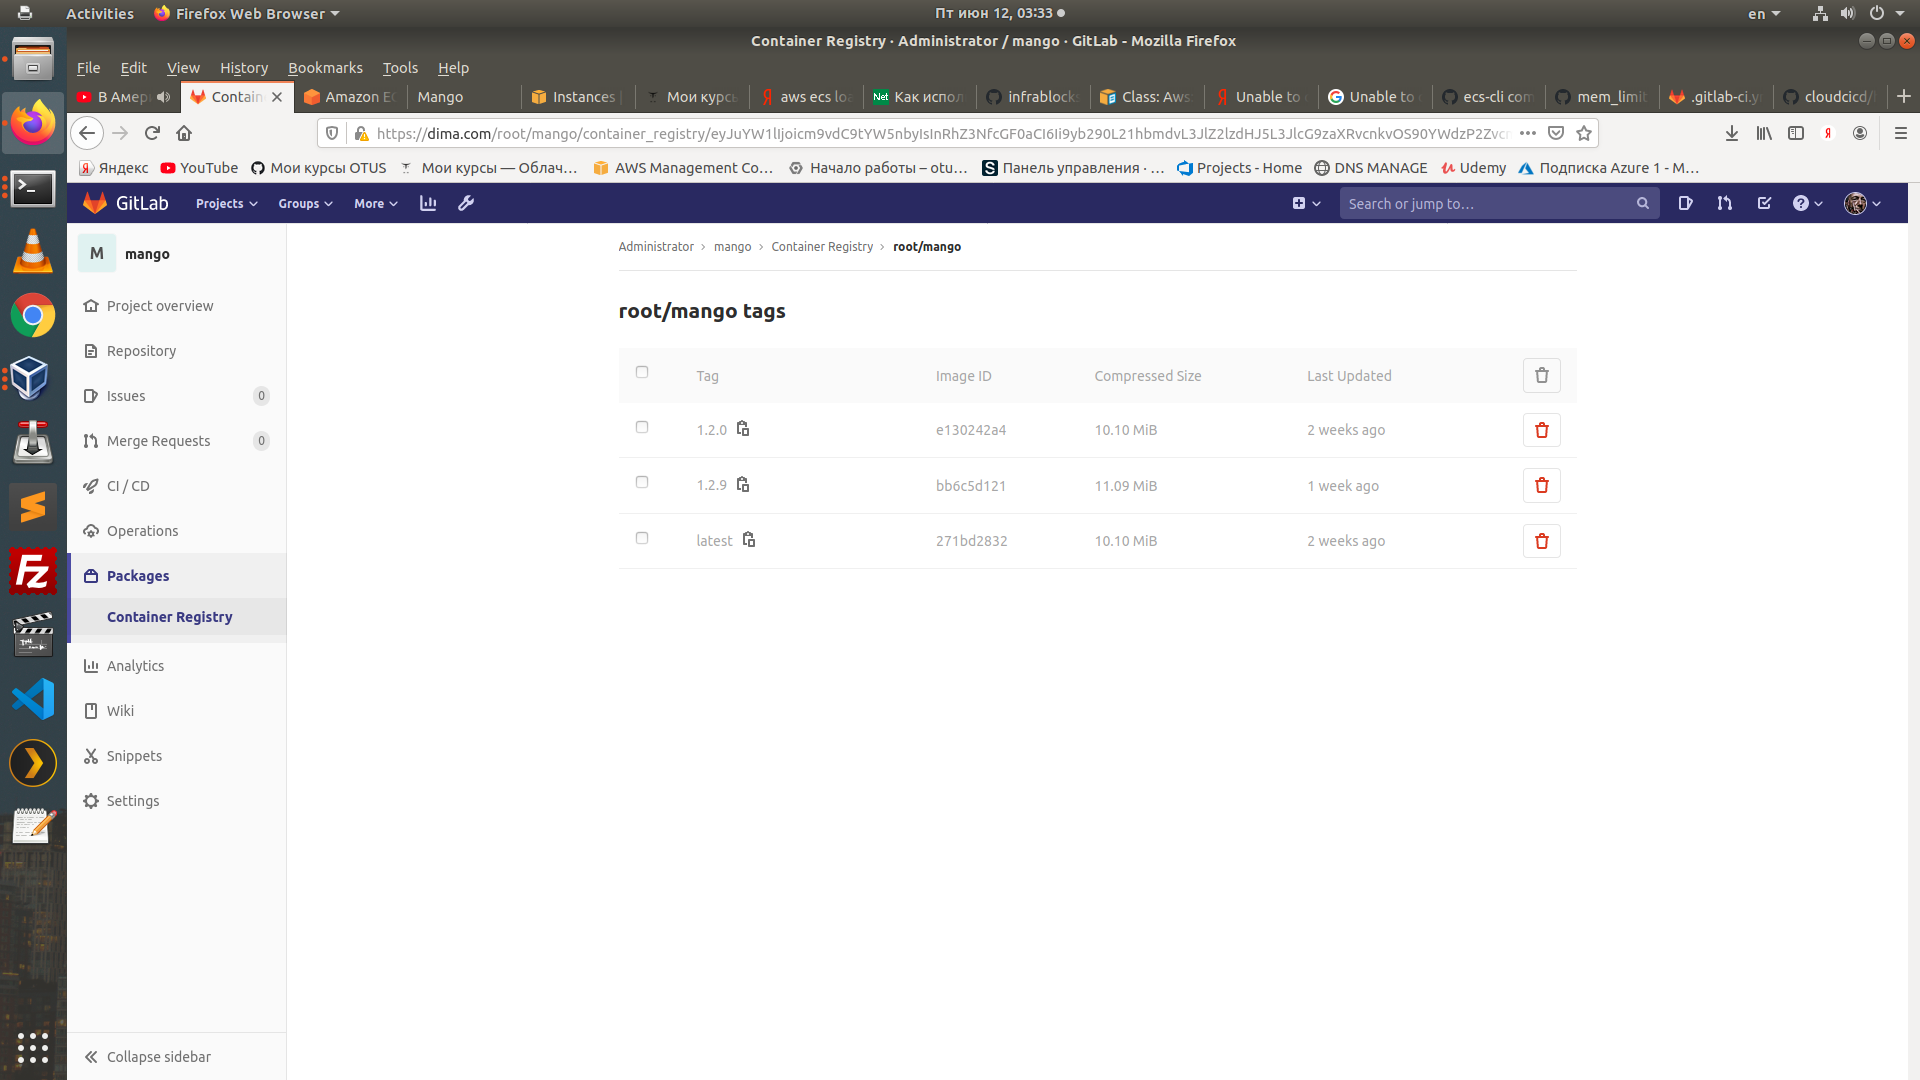 Activities Firefox Web Browser Пт июн 12, 03:33 en
Container Registry · Administrator / mango · GitLab - Mozilla Firefox
File Edit View History Bookmarks Tools Help
В Амер Contain Amazon EC Mango Instances Мои курсы aws ecs loa Как испол infrablock Class: Aws Unable to Unable to ecs-cli com mem_limit .gitlab-ci.y cloudcicd/
https://dima.com/root/mango/container_registry/
Яндекс YouTube Мои курсы OTUS Мои курсы — Облач… AWS Management Co… Начало работы – otu… Панель управления · … Projects - Home DNS MANAGE Udemy Подписка Azure 1 - M…
GitLab Projects Groups More Search or jump to…
M mango
Administrator › mango › Container Registry › root/mango
Project overview
Repository
Issues 0
Merge Requests 0
CI / CD
Operations
Packages
Container Registry
Analytics
Wiki
Snippets
Settings
Collapse sidebar
root/mango tags
Tag Image ID Compressed Size Last Updated
1.2.0 e130242a4 10.10 MiB 2 weeks ago
1.2.9 bb6c5d121 11.09 MiB 1 week ago
latest 271bd2832 10.10 MiB 2 weeks ago